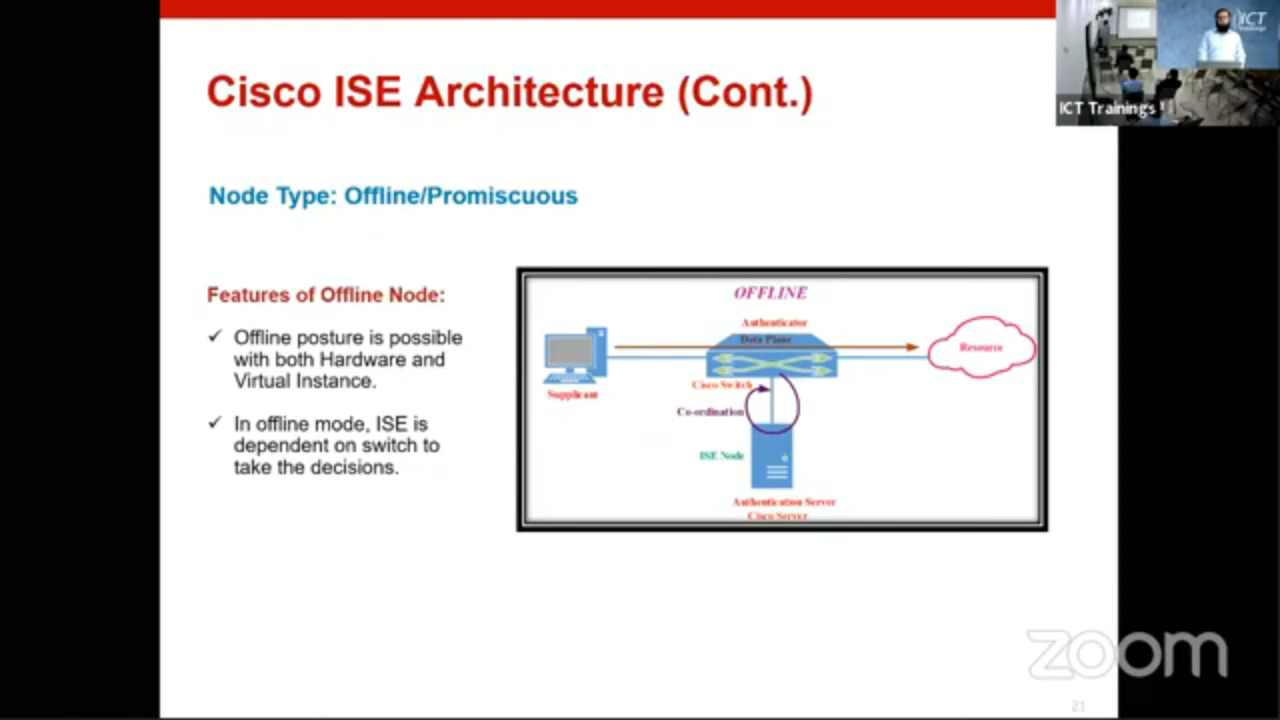 Cisco ISE Architecture (Cont.)
ICT
ICT Trainings
Node Type: Offline/Promiscuous
Features of Offline Node:
✓ Offline posture is possible
with both Hardware and
Virtual Instance.
✓ In offline mode, ISE is
dependent on switch to
take the decisions.
OFFLINE
Authenticator
Data Plane
Resource
Cisco Switch
Supplicant
Co-ordination
ISE Node
Authentication Server
Cisco Server
zoom
21